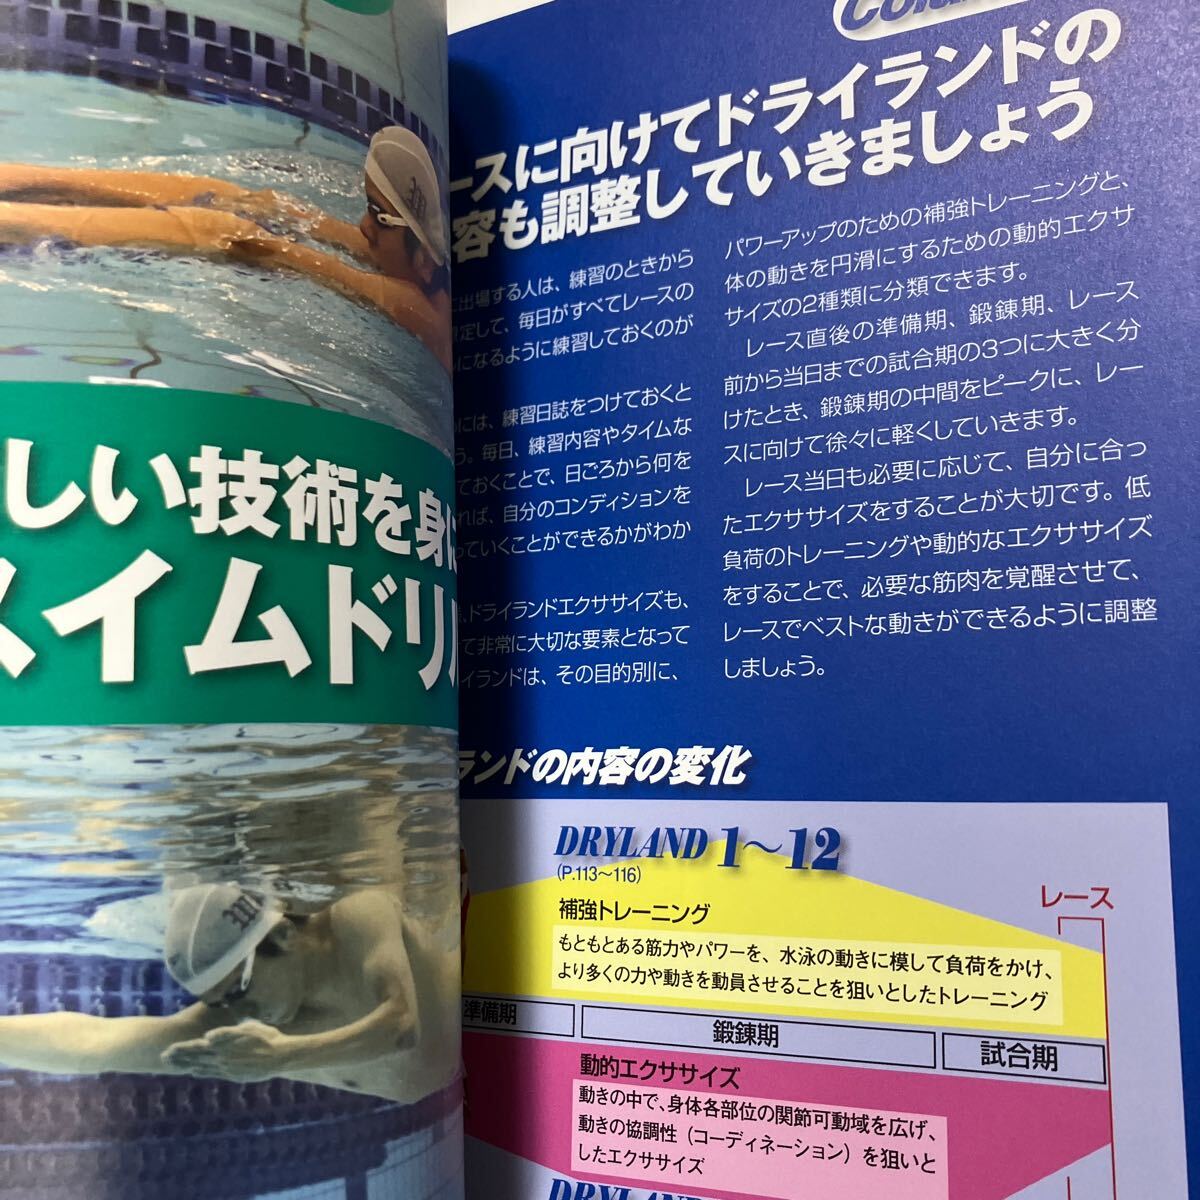 しい技術を身に
スイムドリル
Colu
ースに向けてドライランドの
容も調整していきましょう
に出場する人は、練習のときから
定して、毎日がすべてレースの
になるように練習しておくのが
には、練習日誌をつけておくと
う。毎日、練習内容やタイムな
ておくことで、日ごろから何を
れば、自分のコンディションを
っていくことができるかがわか
、ドライランドエクササイズも、
て非常に大切な要素となって
イランドは、その目的別に、
パワーアップのための補強トレーニングと、
体の動きを円滑にするための動的エクサ
サイズの2種類に分類できます。
レース直後の準備期、鍛錬期、レース
前から当日までの試合期の3つに大きく分
けたとき、鍛錬期の中間をピークに、レー
スに向けて徐々に軽くしていきます。
レース当日も必要に応じて、自分に合っ
たエクササイズをすることが大切です。低
負荷のトレーニングや動的なエクササイズ
をすることで、必要な筋肉を覚醒させて、
レースでベストな動きができるように調整
しましょう。
ランドの内容の変化
DRYLAND 1〜12
(P.113〜116)
レース
補強トレーニング
もともとある筋力やパワーを、水泳の動きに模して負荷をかけ、
より多くの力や動きを動員させることを狙いとしたトレーニング
準備期
鍛錬期
試合期
動的エクササイズ
動きの中で、身体各部位の関節可動域を広げ、
動きの協調性(コーディネーション)を狙いと
したエクササイズ
DRYLAND